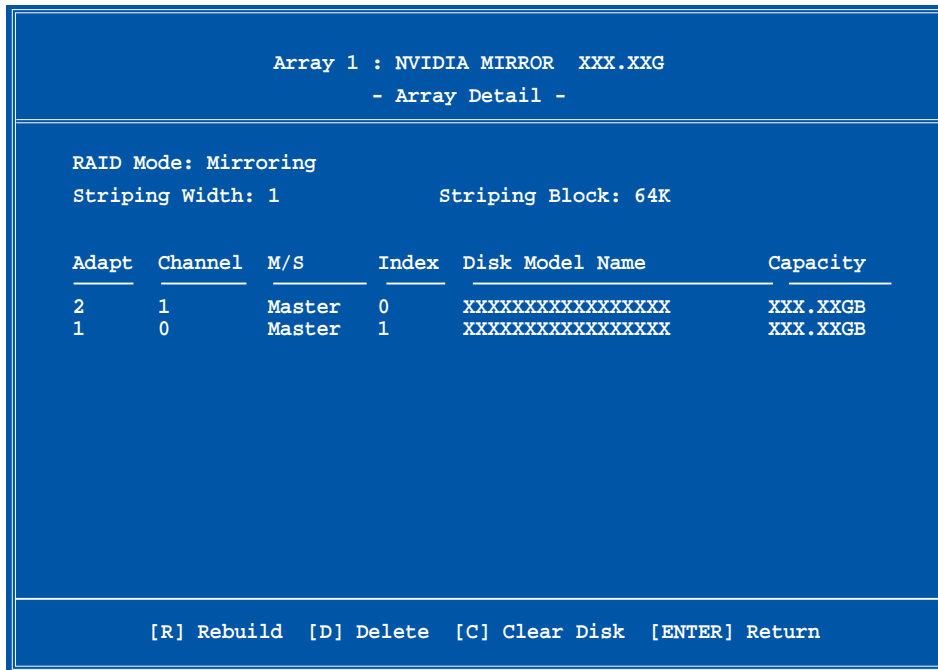 Array 1 : NVIDIA MIRROR XXX.XXG
- Array Detail -
RAID Mode: Mirroring
Striping Width: 1 Striping Block: 64K
Adapt Channel M/S Index Disk Model Name Capacity
2 1 Master 0 XXXXXXXXXXXXXXXXX XXX.XXGB
1 0 Master 1 XXXXXXXXXXXXXXXXX XXX.XXGB
[R] Rebuild [D] Delete [C] Clear Disk [ENTER] Return